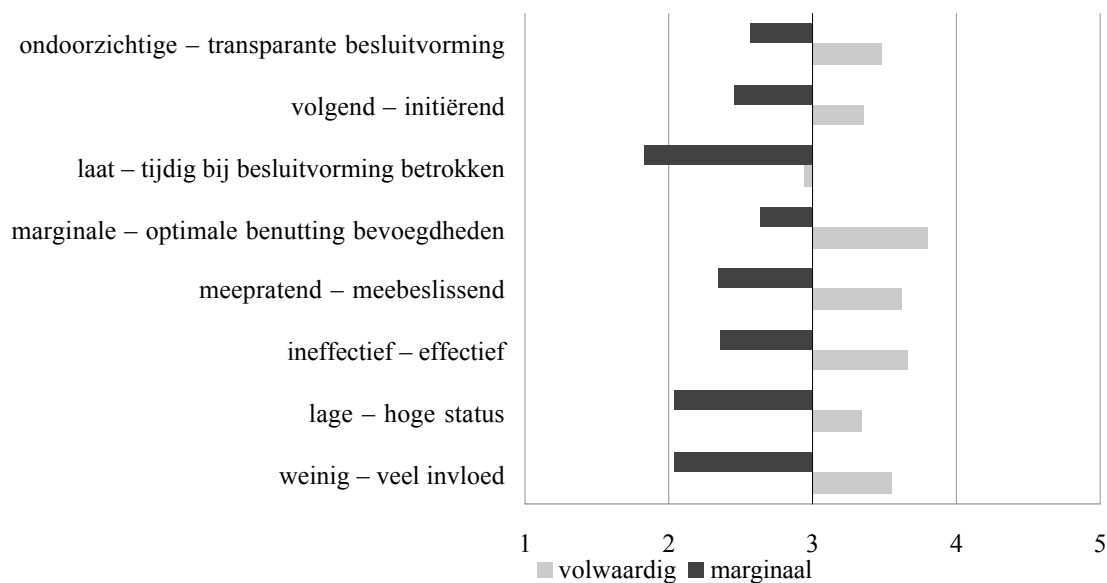 ondoorzichtige – transparante besluitvorming
volgend – initiërend
laat – tijdig bij besluitvorming betrokken
marginale – optimale benutting bevoegdheden
meepratend – meebeslissend
ineffectief – effectief
lage – hoge status
weinig – veel invloed
1 2 3 4 5
volwaardig marginaal